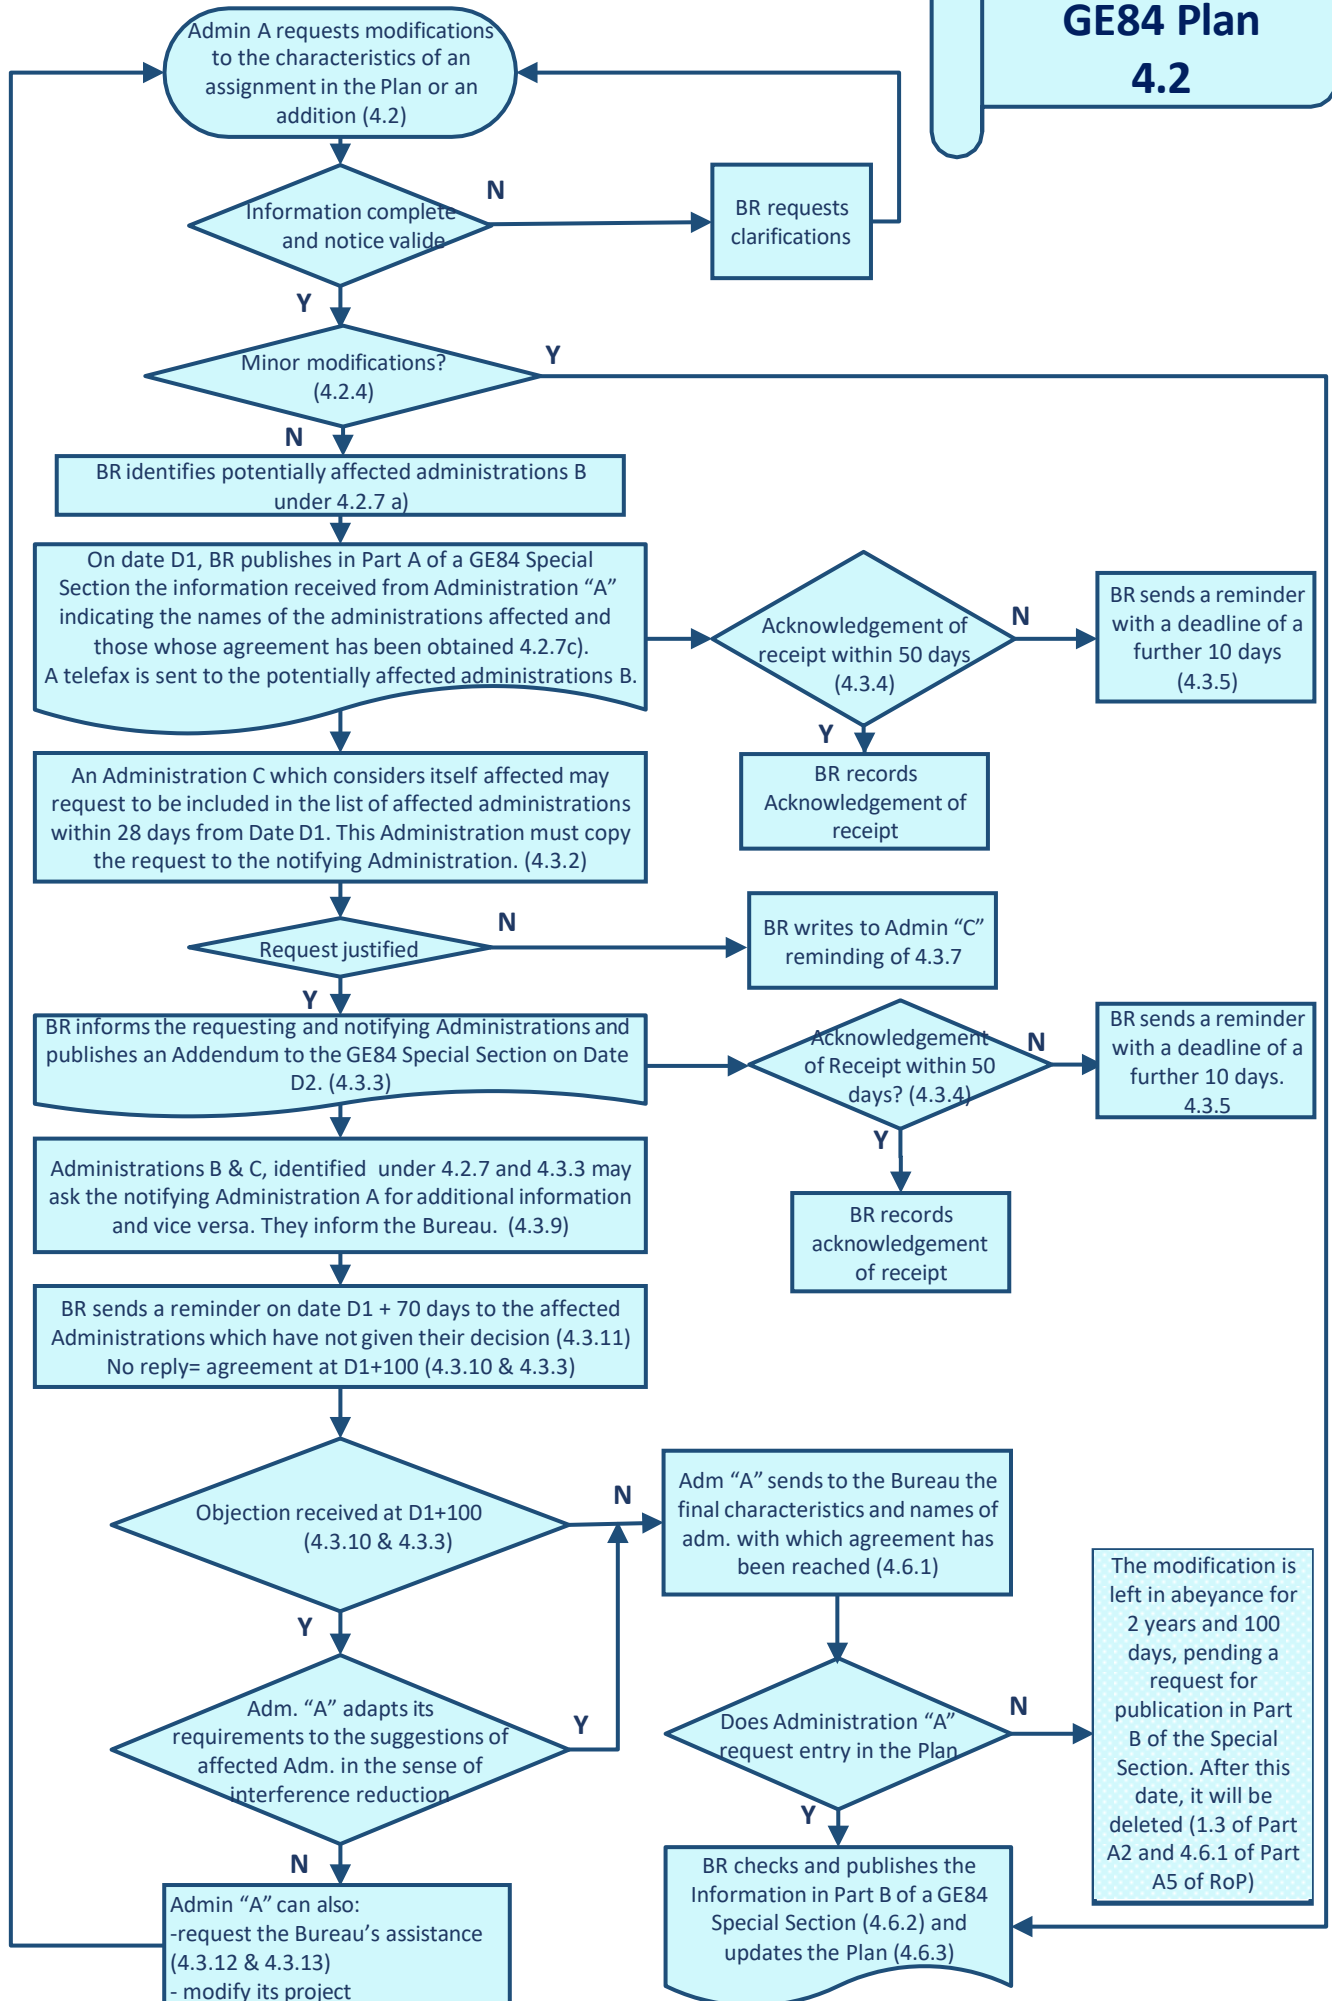 GE84 Plan
4.2
Admin A requests modifications
to the characteristics of an
assignment in the Plan or an
addition (4.2)
Information complete
and notice valide
N
BR requests
clarifications
Y
Minor modifications?
(4.2.4)
Y
N
BR identifies potentially affected administrations B
under 4.2.7 a)
On date D1, BR publishes in Part A of a GE84 Special
Section the information received from Administration “A”
indicating the names of the administrations affected and
those whose agreement has been obtained 4.2.7c).
A telefax is sent to the potentially affected administrations B.
Acknowledgement of
receipt within 50 days
(4.3.4)
N
BR sends a reminder
with a deadline of a
further 10 days
(4.3.5)
Y
BR records
Acknowledgement of
receipt
An Administration C which considers itself affected may
request to be included in the list of affected administrations
within 28 days from Date D1. This Administration must copy
the request to the notifying Administration. (4.3.2)
Request justified
N
BR writes to Admin “C”
reminding of 4.3.7
Y
BR informs the requesting and notifying Administrations and
publishes an Addendum to the GE84 Special Section on Date
D2. (4.3.3)
Acknowledgement
of Receipt within 50
days? (4.3.4)
N
BR sends a reminder
with a deadline of a
further 10 days.
4.3.5
Y
BR records
acknowledgement
of receipt
Administrations B & C, identified under 4.2.7 and 4.3.3 may
ask the notifying Administration A for additional information
and vice versa. They inform the Bureau. (4.3.9)
BR sends a reminder on date D1 + 70 days to the affected
Administrations which have not given their decision (4.3.11)
No reply= agreement at D1+100 (4.3.10 & 4.3.3)
Objection received at D1+100
(4.3.10 & 4.3.3)
N
Adm “A” sends to the Bureau the
final characteristics and names of
adm. with which agreement has
been reached (4.6.1)
Y
Adm. “A” adapts its
requirements to the suggestions of
affected Adm. in the sense of
interference reduction
Y
Does Administration “A”
request entry in the Plan
N
The modification is
left in abeyance for
2 years and 100
days, pending a
request for
publication in Part
B of the Special
Section. After this
date, it will be
deleted (1.3 of Part
A2 and 4.6.1 of Part
A5 of RoP)
Y
BR checks and publishes the
Information in Part B of a GE84
Special Section (4.6.2) and
updates the Plan (4.6.3)
N
Admin “A” can also:
-request the Bureau’s assistance
(4.3.12 & 4.3.13)
- modify its project